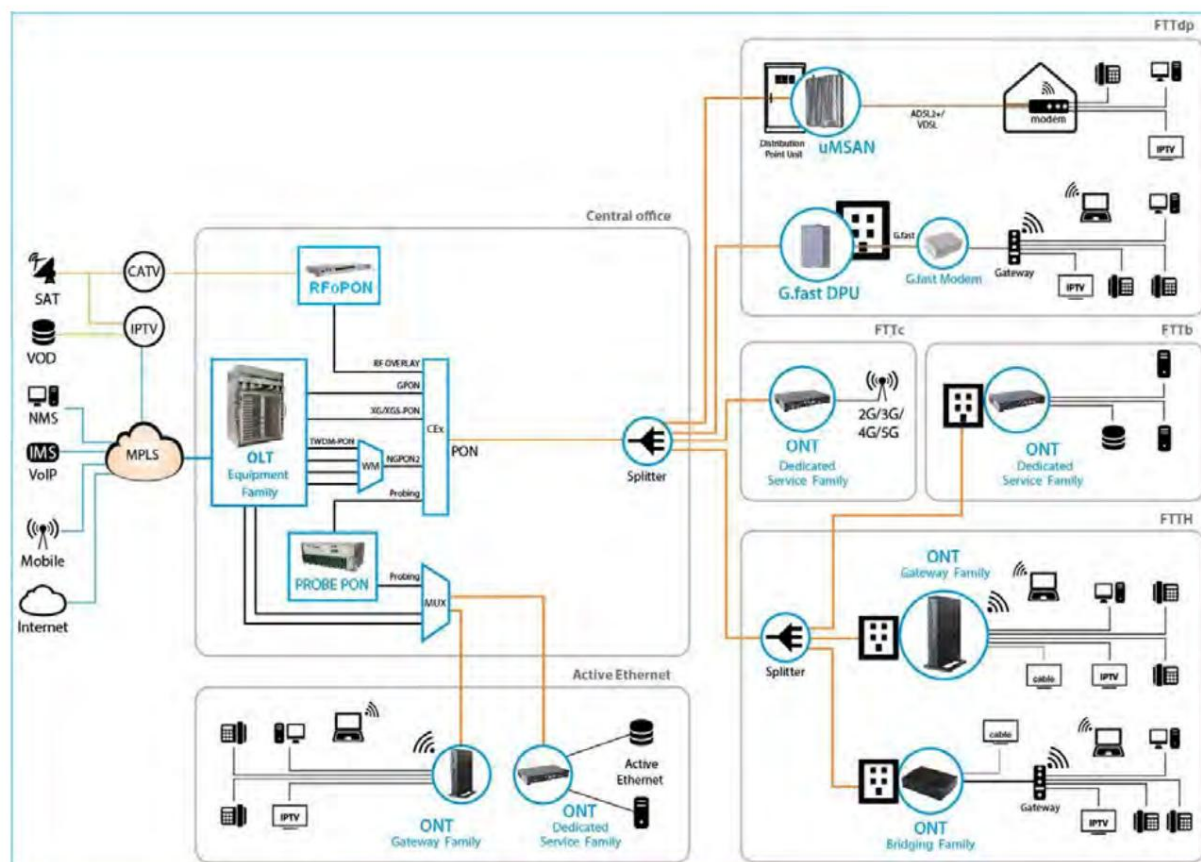 FTTdp
Distribution
Point Unit
uMSAN
ADSL2+/
VDSL
modem
IPTV
G.fast DPU
G.fast
G.fast Modem
Gateway
IPTV
Central office
SAT
CATV
IPTV
VOD
NMS
IMS
VoIP
MPLS
Mobile
Internet
RFoPON
OLT
Equipment
Family
RF OVERLAY
GPON
XG/XGS-PON
TWDM-PON
WM
NGPON2
Probing
CEx
PON
PROBE PON
Probing
MUX
Splitter
FTTc
ONT
Dedicated
Service Family
2G/3G/
4G/5G
FTTb
ONT
Dedicated
Service Family
FTTH
ONT
Gateway Family
Splitter
cable
IPTV
cable
ONT
Bridging Family
Gateway
IPTV
Active Ethernet
IPTV
ONT
Gateway Family
ONT
Dedicated
Service Family
Active
Ethernet